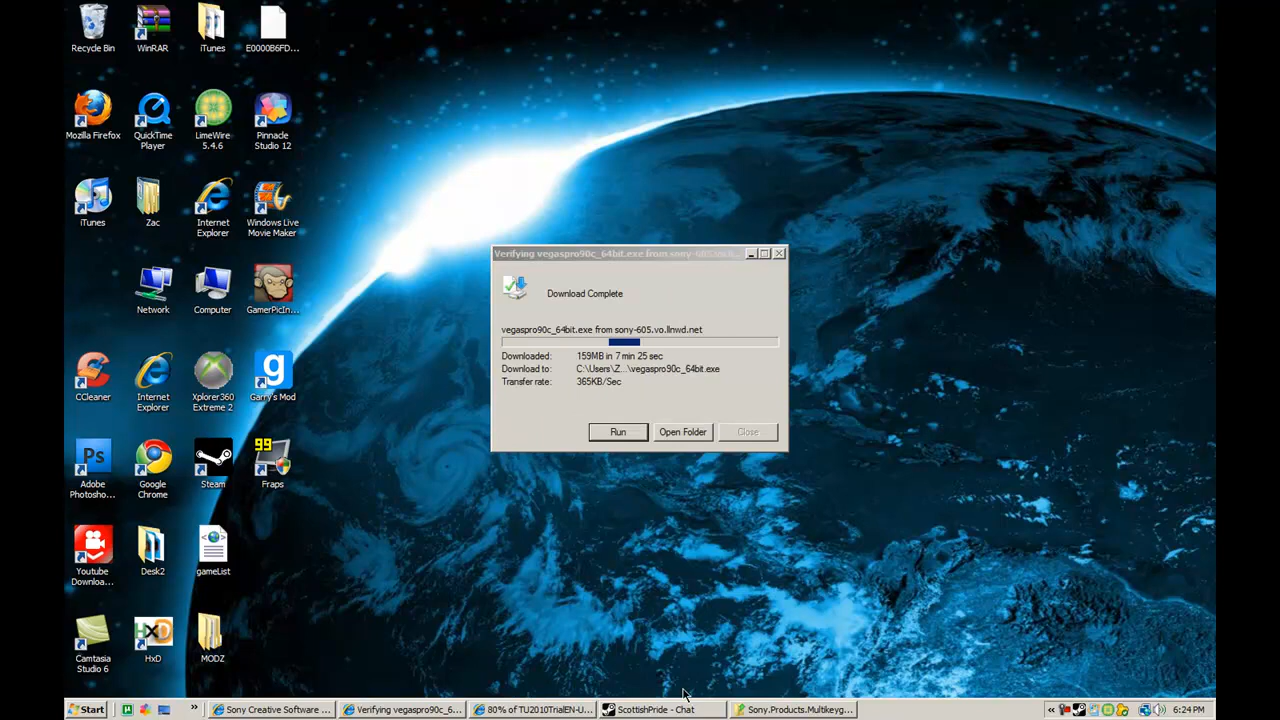 Recycle Bin
WinRAR
iTunes
E0000B6FD...
Mozilla Firefox
QuickTime Player
LimeWire 5.4.6
Pinnacle Studio 12
iTunes
Zac
Internet Explorer
Windows Live Movie Maker
Network
Computer
GamerPicIn...
CCleaner
Internet Explorer
Xplorer360 Extreme 2
Garry's Mod
Adobe Photosho...
Google Chrome
Steam
99
Fraps
Youtube Downloa...
Desk2
gameList
Camtasia Studio 6
HxD
MODZ
Download Complete
vegaspro90c_64bit.exe from sony-605.vo.llnwd.net
Downloaded: 159MB in 7 min 25 sec
Download to: C:\Users\Z...\vegaspro90c_64bit.exe
Transfer rate: 365KB/Sec
Run
Open Folder
Close
Start
»
Sony Creative Software ...
Verifying vegaspro90c_6...
80% of TU2010TrialEN-U...
ScottishPride - Chat
Sony.Products.Multikeyg...
«
6:24 PM